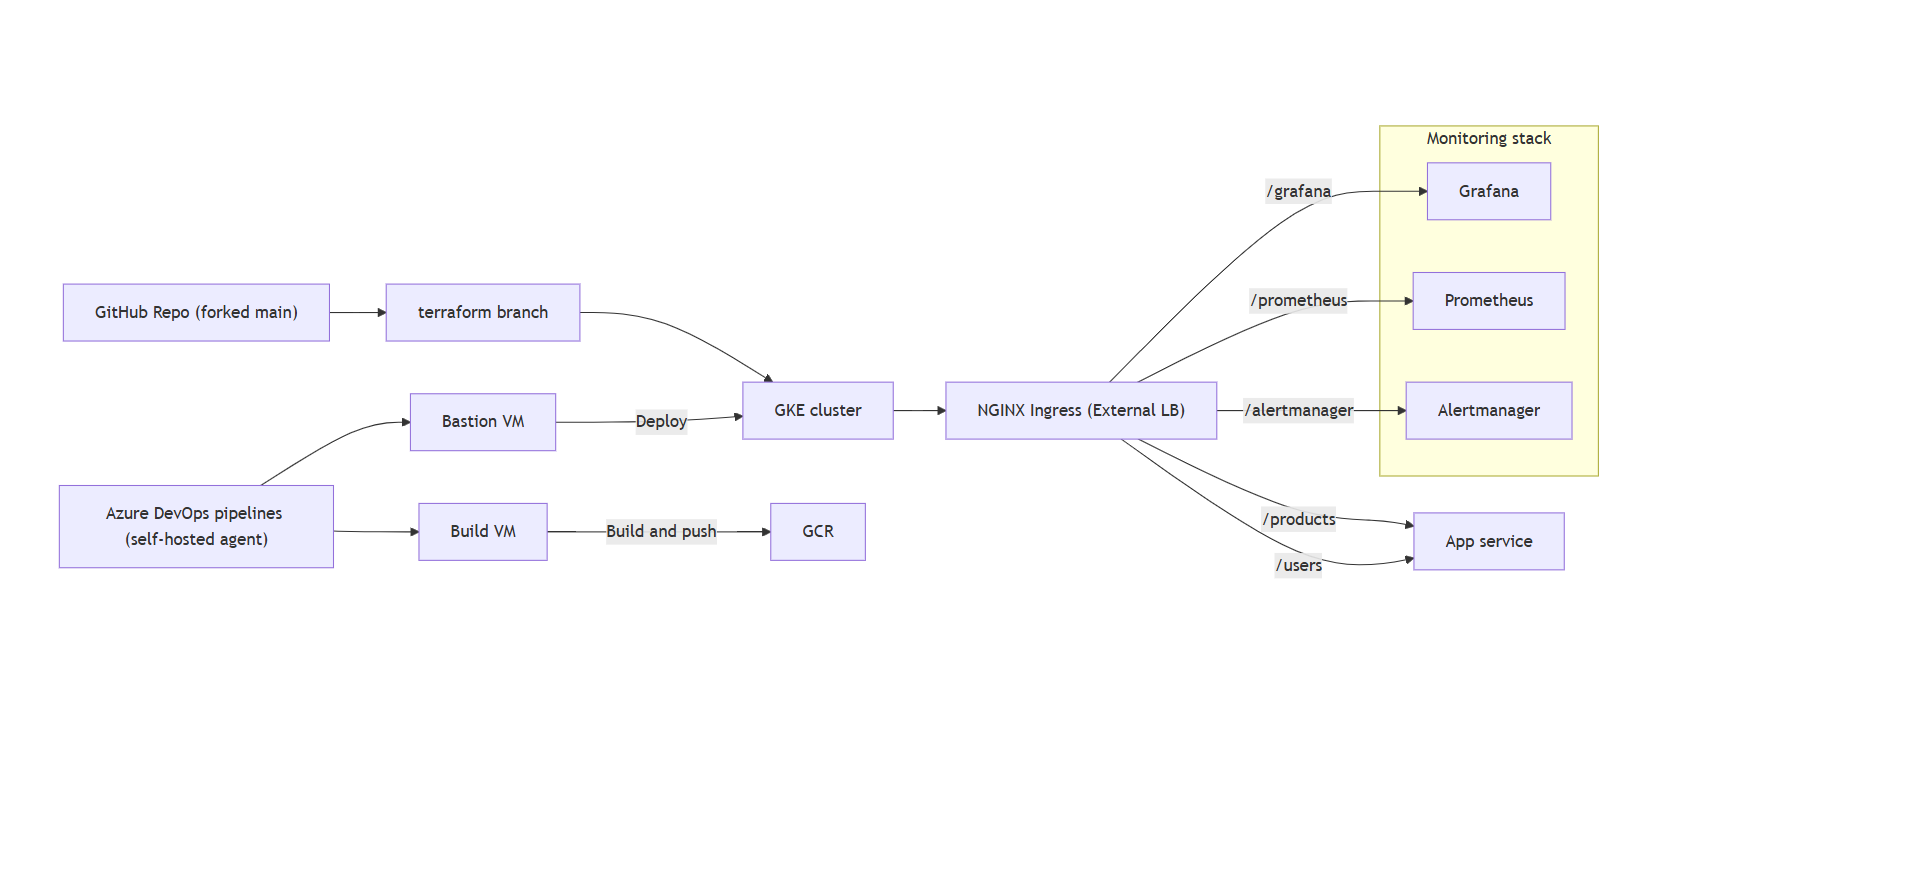 Monitoring stack
/grafana
Grafana
/prometheus
Prometheus
GitHub Repo (forked main)
terraform branch
Bastion VM
Deploy
GKE cluster
NGINX Ingress (External LB)
/alertmanager
Alertmanager
Azure DevOps pipelines
(self-hosted agent)
Build VM
Build and push
GCR
/products
/users
App service